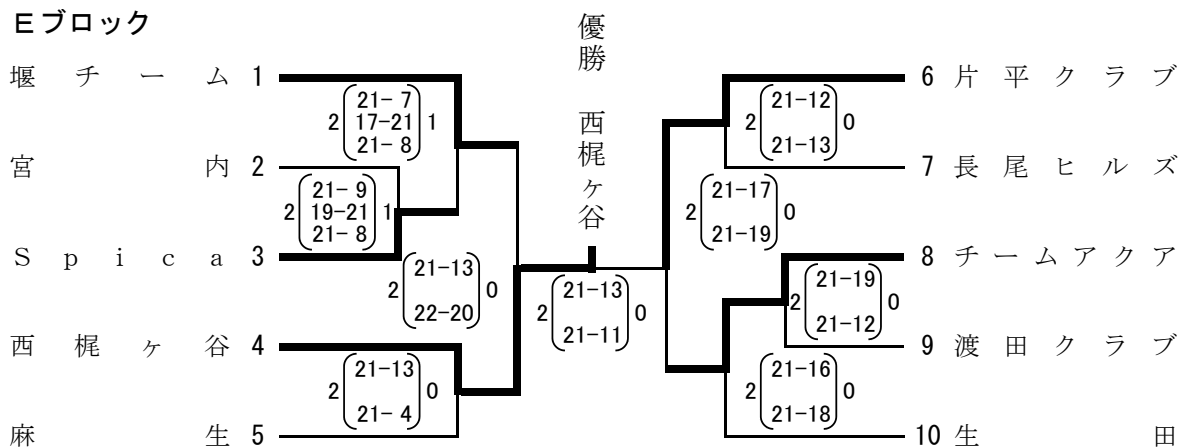 Eブロック
優勝 西梶ヶ谷
堰チーム 1
2 21- 7 17-21 21- 8 1
宮内 2
2 21- 9 19-21 21- 8 1
Spica 3
2 21-13 22-20 0
西梶ヶ谷 4
2 21-13 21- 4 0
麻生 5
2 21-13 21-11 0
6 片平クラブ
2 21-12 21-13 0
7 長尾ヒルズ
2 21-17 21-19 0
8 チームアクア
2 21-19 21-12 0
9 渡田クラブ
2 21-16 21-18 0
10 生田